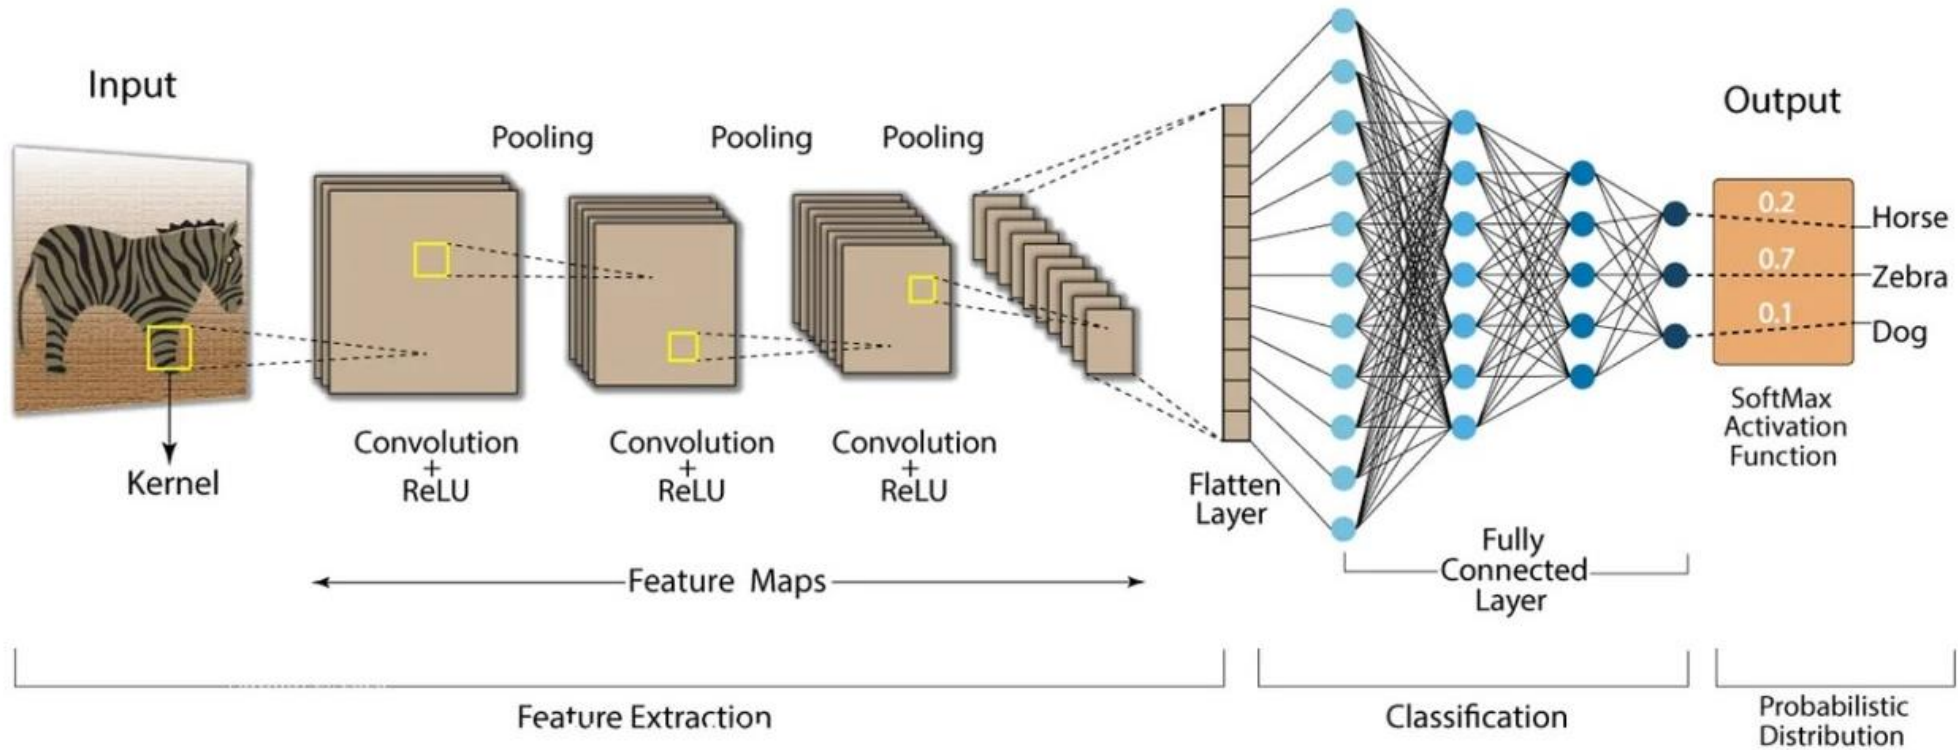 Input
Kernel
Pooling
Pooling
Pooling
Convolution
+
ReLU
Convolution
+
ReLU
Convolution
+
ReLU
Feature Maps
Flatten
Layer
Fully
Connected
Layer
Output
0.2
Horse
0.7
Zebra
0.1
Dog
SoftMax
Activation
Function
Feature Extraction
Classification
Probabilistic
Distribution